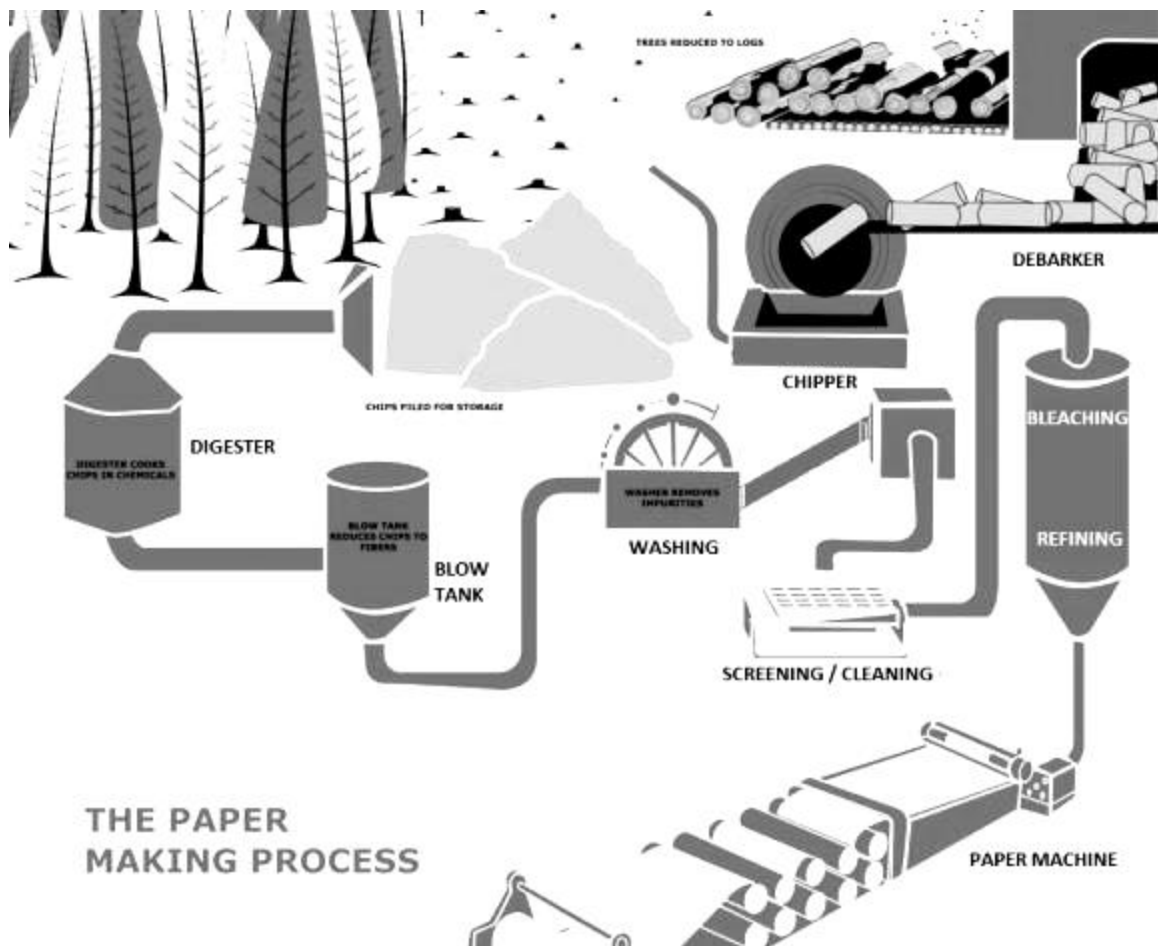 TREES REDUCED TO LOGS
DEBARKER
CHIPPER
CHIPS PILED FOR STORAGE
DIGESTER
DIGESTER COOKS
CHIPS IN CHEMICALS
BLOW TANK
REDUCES CHIPS TO
FIBERS
BLOW
TANK
WASHER REMOVES
IMPURITIES
WASHING
SCREENING / CLEANING
BLEACHING
REFINING
PAPER MACHINE
THE PAPER
MAKING PROCESS